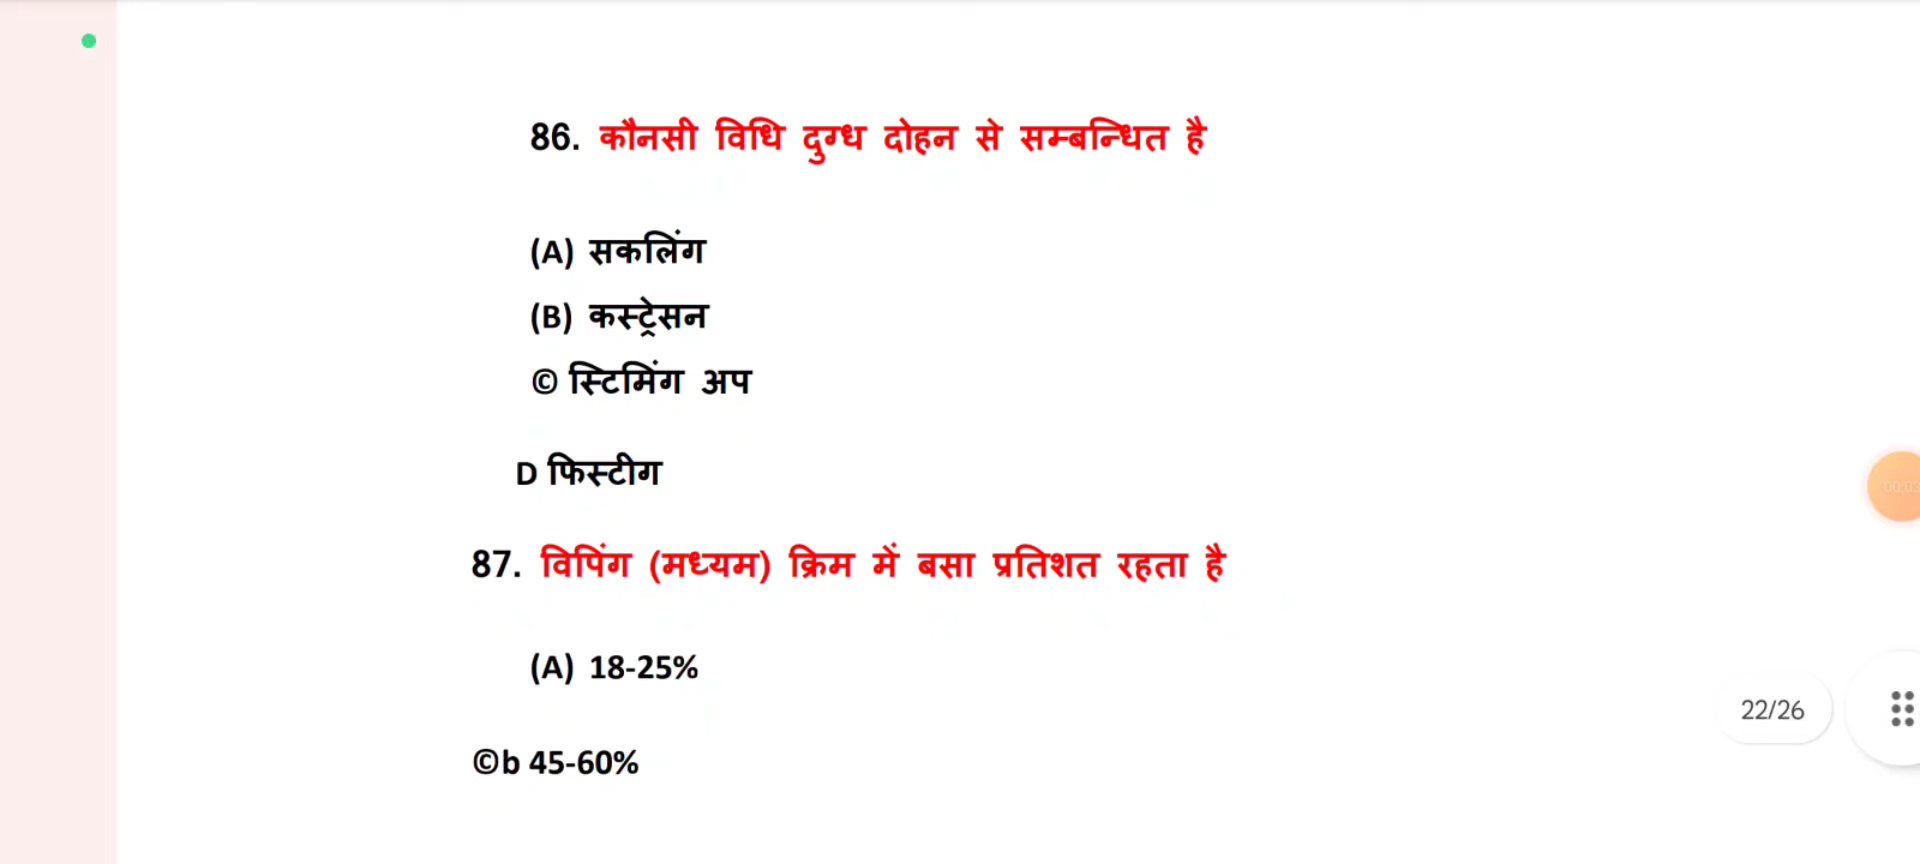 86. कौनसी विधि दुग्ध दोहन से सम्बन्धित है
(A) सकलिंग
(B) कस्ट्रेसन
© स्टिमिंग अप
D फिस्टीग
87. विपिंग (मध्यम) क्रिम में बसा प्रतिशत रहता है
(A) 18-25%
©b 45-60%
22/26